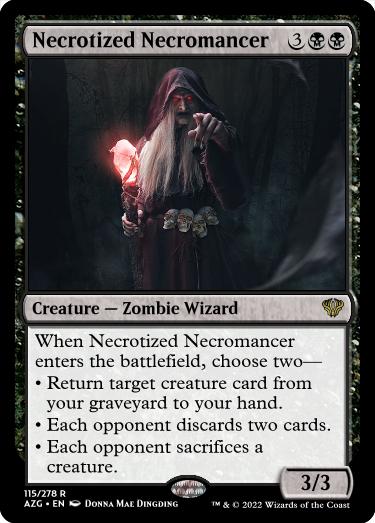 Necrotized Necromancer 3
Creature — Zombie Wizard
When Necrotized Necromancer
enters the battlefield, choose two—
• Return target creature card from
your graveyard to your hand.
• Each opponent discards two cards.
• Each opponent sacrifices a
creature.
3/3
115/278 R
AZG • EN Donna Mae Dingding ™ & © 2022 Wizards of the Coast